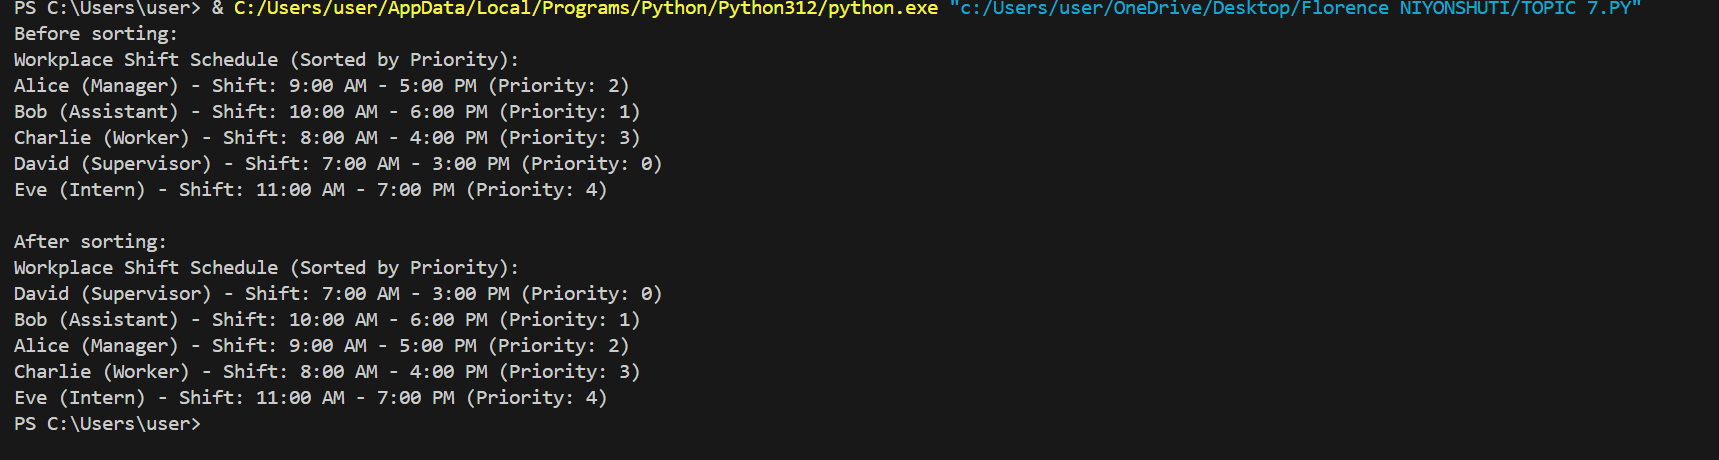 PS C:\Users\user> & C:/Users/user/AppData/Local/Programs/Python/Python312/python.exe "c:/Users/user/OneDrive/Desktop/Florence NIYONSHUTI/TOPIC 7.PY"
Before sorting:
Workplace Shift Schedule (Sorted by Priority):
Alice (Manager) - Shift: 9:00 AM - 5:00 PM (Priority: 2)
Bob (Assistant) - Shift: 10:00 AM - 6:00 PM (Priority: 1)
Charlie (Worker) - Shift: 8:00 AM - 4:00 PM (Priority: 3)
David (Supervisor) - Shift: 7:00 AM - 3:00 PM (Priority: 0)
Eve (Intern) - Shift: 11:00 AM - 7:00 PM (Priority: 4)

After sorting:
Workplace Shift Schedule (Sorted by Priority):
David (Supervisor) - Shift: 7:00 AM - 3:00 PM (Priority: 0)
Bob (Assistant) - Shift: 10:00 AM - 6:00 PM (Priority: 1)
Alice (Manager) - Shift: 9:00 AM - 5:00 PM (Priority: 2)
Charlie (Worker) - Shift: 8:00 AM - 4:00 PM (Priority: 3)
Eve (Intern) - Shift: 11:00 AM - 7:00 PM (Priority: 4)
PS C:\Users\user>